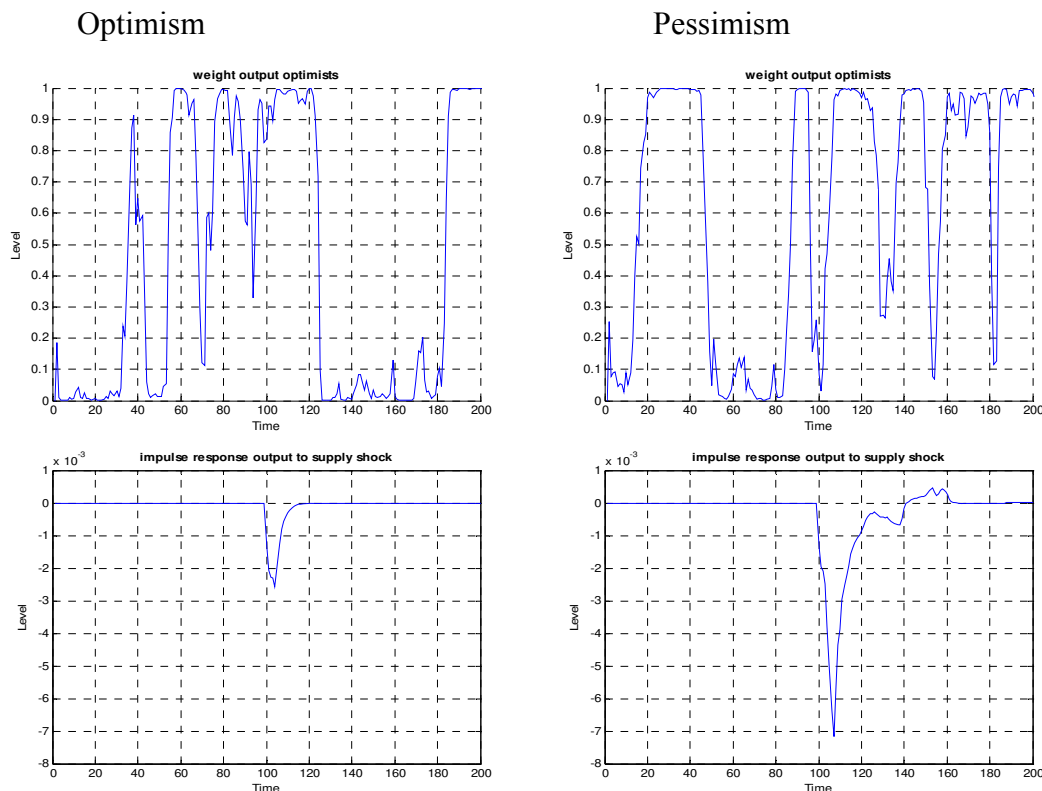 Optimism
Pessimism
weight output optimists
1
0.9
0.8
0.7
0.6
0.5
0.4
0.3
0.2
0.1
0
Level
0 20 40 60 80 100 120 140 160 180 200
Time
weight output optimists
1
0.9
0.8
0.7
0.6
0.5
0.4
0.3
0.2
0.1
0
Level
0 20 40 60 80 100 120 140 160 180 200
Time
impulse response output to supply shock
x 10-3
1
0
-1
-2
-3
-4
-5
-6
-7
-8
Level
0 20 40 60 80 100 120 140 160 180 200
Time
impulse response output to supply shock
x 10-3
1
0
-1
-2
-3
-4
-5
-6
-7
-8
Level
0 20 40 60 80 100 120 140 160 180 200
Time